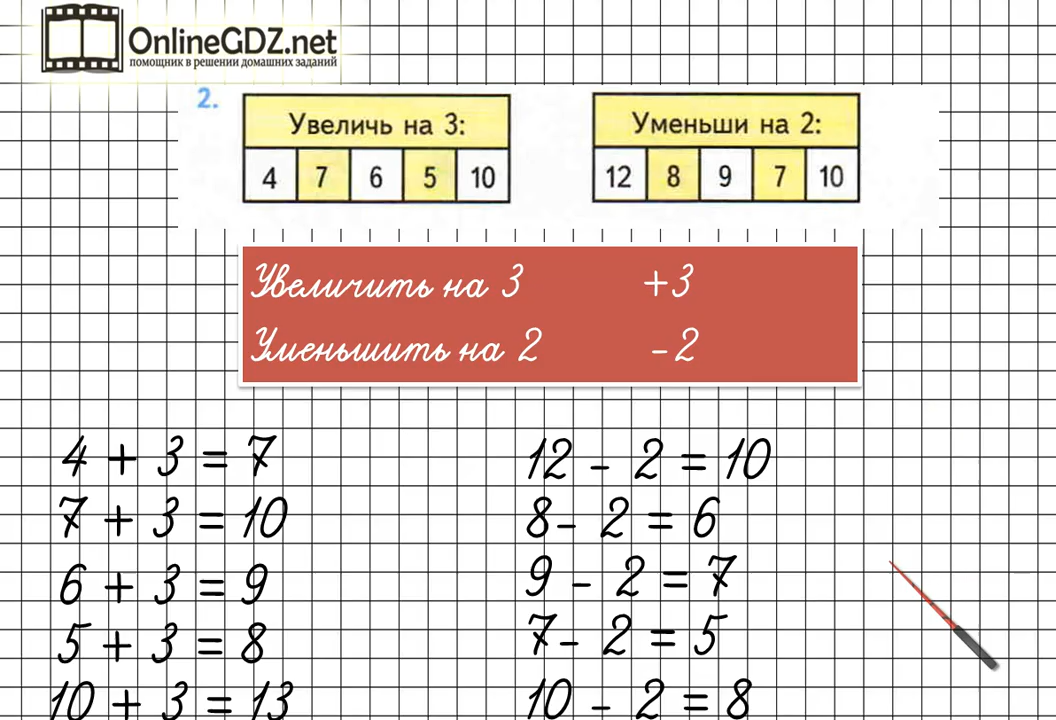 OnlineGDZ.net
помощник в решении домашних заданий
2.
Увеличь на 3:
4 7 6 5 10
Уменьши на 2:
12 8 9 7 10
Увеличить на 3 +3
Уменьшить на 2 -2
4 + 3 = 7
7 + 3 = 10
6 + 3 = 9
5 + 3 = 8
10 + 3 = 13
12 - 2 = 10
8- 2 = 6
9 - 2 = 7
7- 2 = 5
10 - 2 = 8